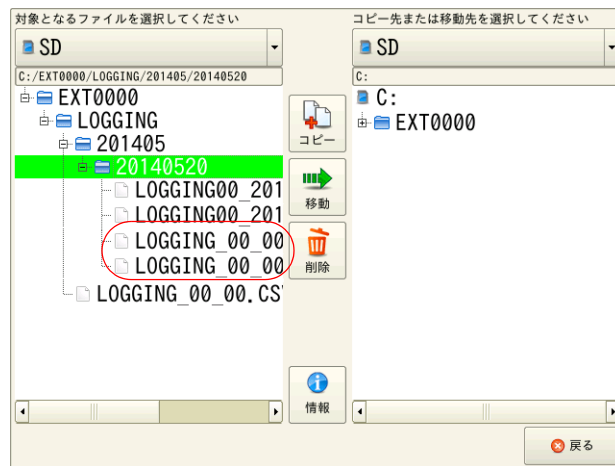 対象となるファイルを選択してください
SD
C:/EXT0000/LOGGING/201405/20140520
EXT0000
LOGGING
201405
20140520
LOGGING00_201
LOGGING00_201
LOGGING_00_00
LOGGING_00_00
LOGGING_00_00.CS
コピー
移動
削除
情報
コピー先または移動先を選択してください
SD
C:
C:
EXT0000
戻る